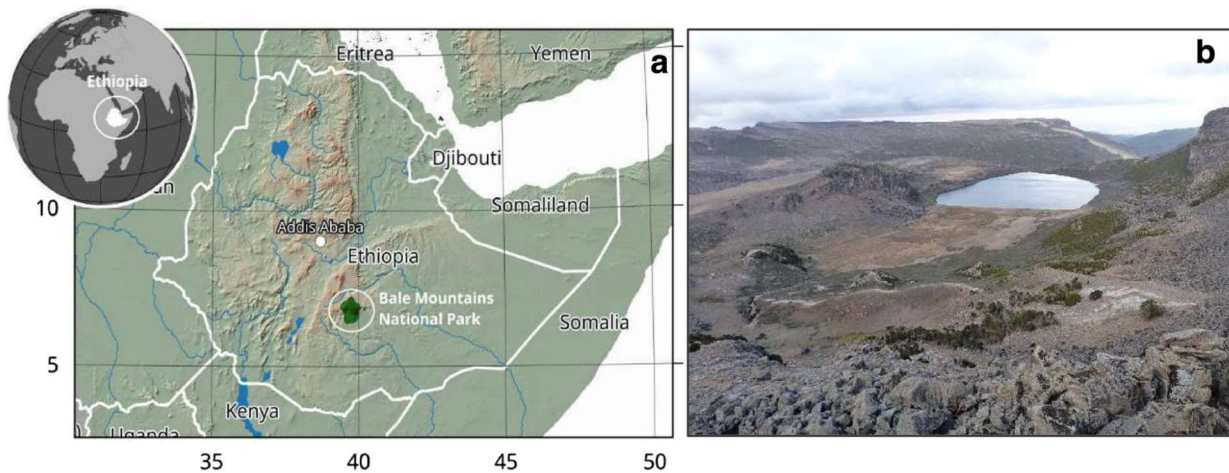 Ethiopia
Eritrea
Yemen
a
b
Djibouti
10
Somaliland
Addis Ababa
Ethiopia
Bale Mountains
National Park
Somalia
5
Kenya
Uganda
35
40
45
50